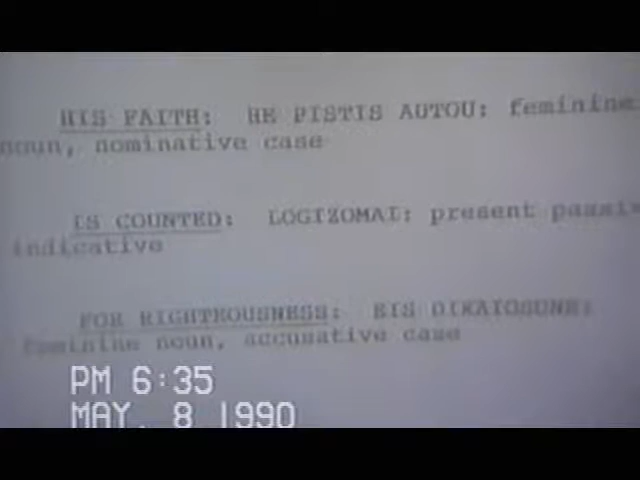 HIS FAITH: HE PISTIS AUTOU: feminine
noun, nominative case
IS COUNTED: LOGIZOMAI: present passiv
indicative
FOR RIGHTEOUSNESS: EIS DIKAIOSUNE:
feminine noun, accusative case
PM 6:35
MAY. 8 1990